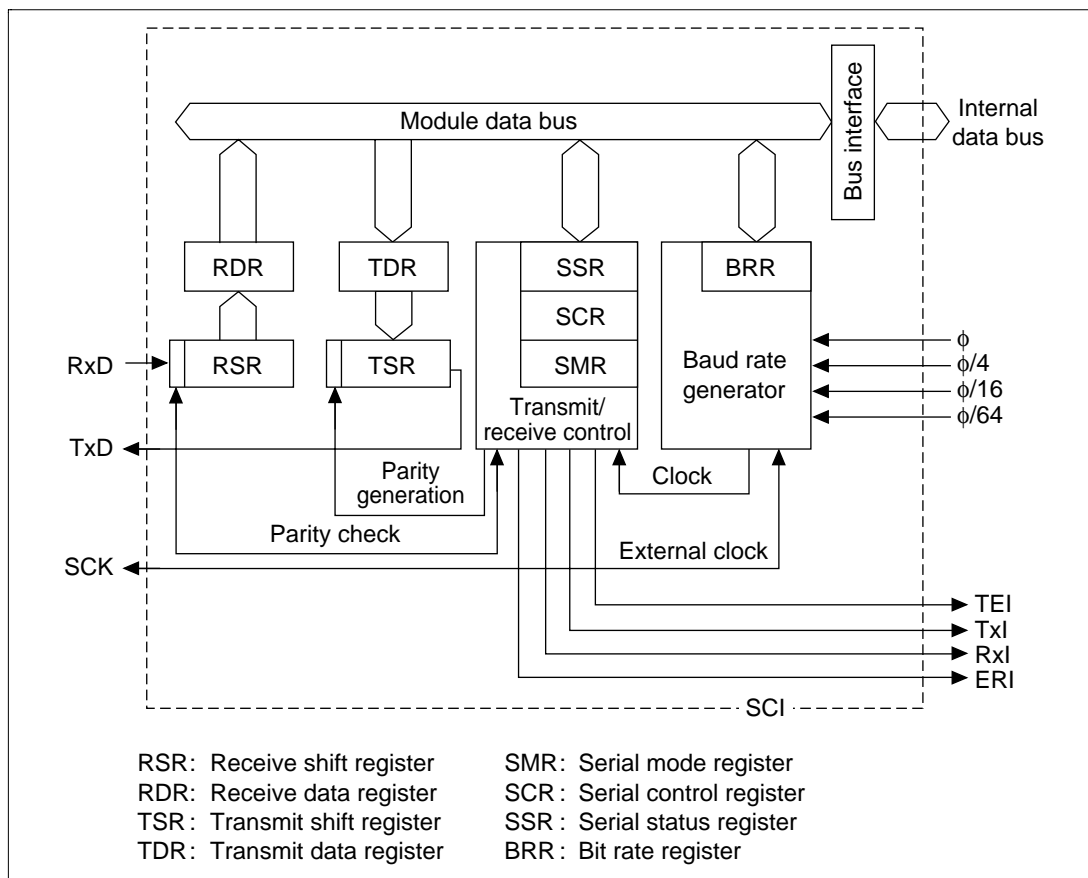 Module data bus
Bus interface
Internal
data bus
RDR
TDR
SSR
BRR
SCR
RxD
RSR
TSR
SMR
Baud rate
generator
ϕ
ϕ/4
ϕ/16
ϕ/64
Transmit/
receive control
TxD
Parity
generation
Clock
Parity check
External clock
SCK
TEI
TxI
RxI
ERI
SCI
RSR: Receive shift register
RDR: Receive data register
TSR: Transmit shift register
TDR: Transmit data register
SMR: Serial mode register
SCR: Serial control register
SSR: Serial status register
BRR: Bit rate register